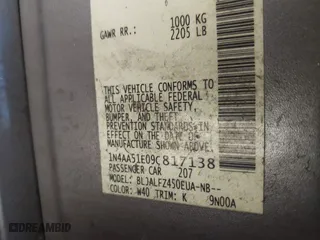 GAWR RR.:
1000 KG
2205 LB
THIS VEHICLE CONFORMS TO
ALL APPLICABLE FEDERAL
MOTOR VEHICLE SAFETY,
BUMPER, AND THEFT
PREVENTION STANDARDS IN
EFFECT ON THE DATE OF
MANUFACTURE SHOWN ABOVE.
1N4AA51E09C817138
PASSENGER CAR 207
MODEL: BLJALFZ450EUA-NB--
COLOR: W40 TRIM: K 9N00A
DREAMBID